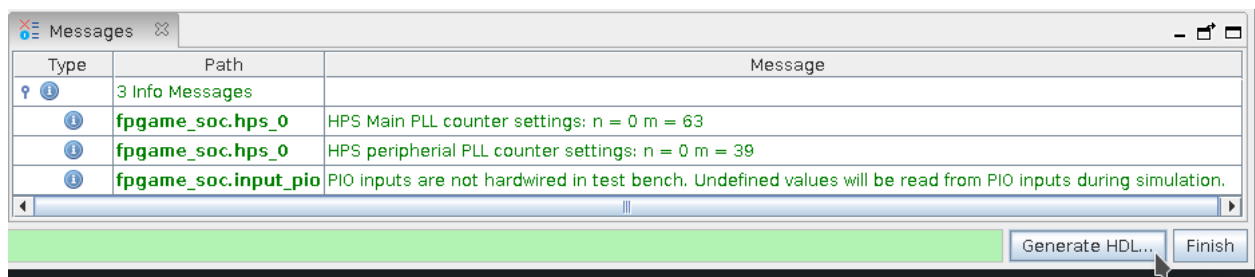 Messages
Type Path Message
3 Info Messages
fpgame_soc.hps_0 HPS Main PLL counter settings: n = 0 m = 63
fpgame_soc.hps_0 HPS peripherial PLL counter settings: n = 0 m = 39
fpgame_soc.input_pio PIO inputs are not hardwired in test bench. Undefined values will be read from PIO inputs during simulation.
Generate HDL... Finish